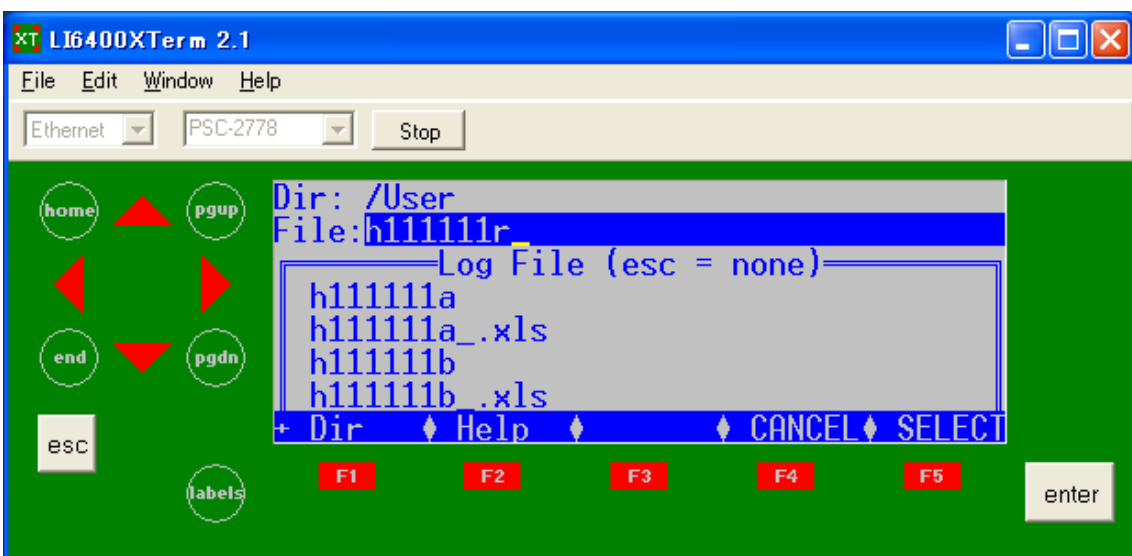 XT LI6400XTerm 2.1
File Edit Window Help
Ethernet PSC-2778 Stop
home pgup
Dir: /User
File:h111111r_
Log File (esc = none)
h111111a
h111111a_.xls
h111111b
h111111b_.xls
end pgdn
+ Dir Help CANCEL SELECT
esc
F1 F2 F3 F4 F5
labels
enter